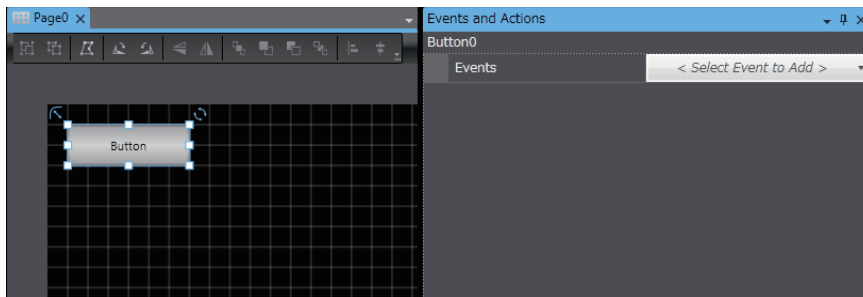 Page0
Events and Actions
Button0
Events
< Select Event to Add >
Button